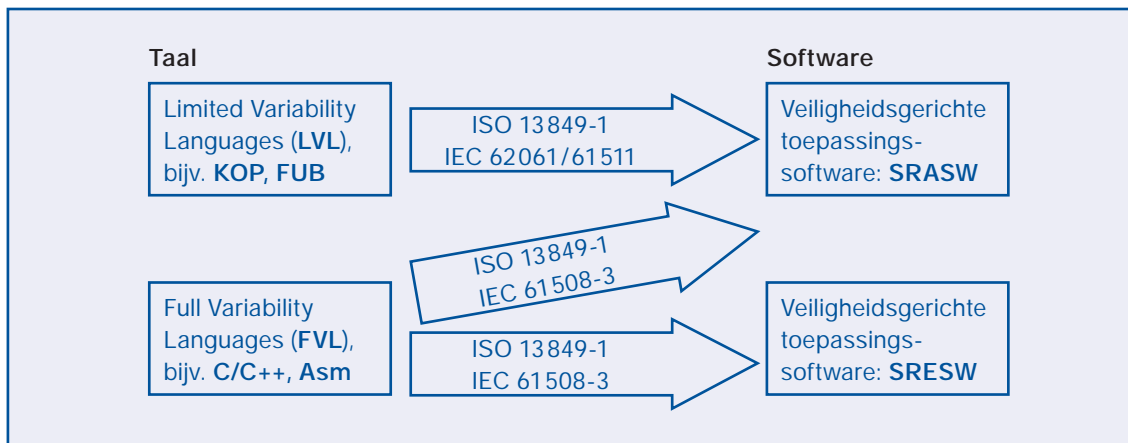 Taal
Limited Variability
Languages (LVL),
bijv. KOP, FUB
ISO 13849-1
IEC 62061/61511
Software
Veiligheidsgerichte
toepassings-
software: SRASW
ISO 13849-1
IEC 61508-3
Full Variability
Languages (FVL),
bijv. C/C++, Asm
ISO 13849-1
IEC 61508-3
Veiligheidsgerichte
toepassings-
software: SRESW